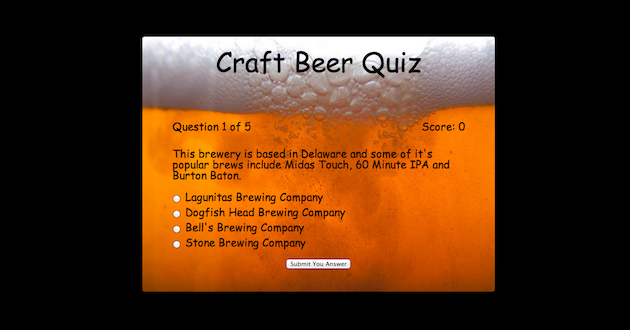 Craft Beer Quiz
Question 1 of 5 Score: 0
This brewery is based in Delaware and some of it's
popular brews include Midas Touch, 60 Minute IPA and
Burton Baton.
Lagunitas Brewing Company
Dogfish Head Brewing Company
Bell's Brewing Company
Stone Brewing Company
Submit You Answer